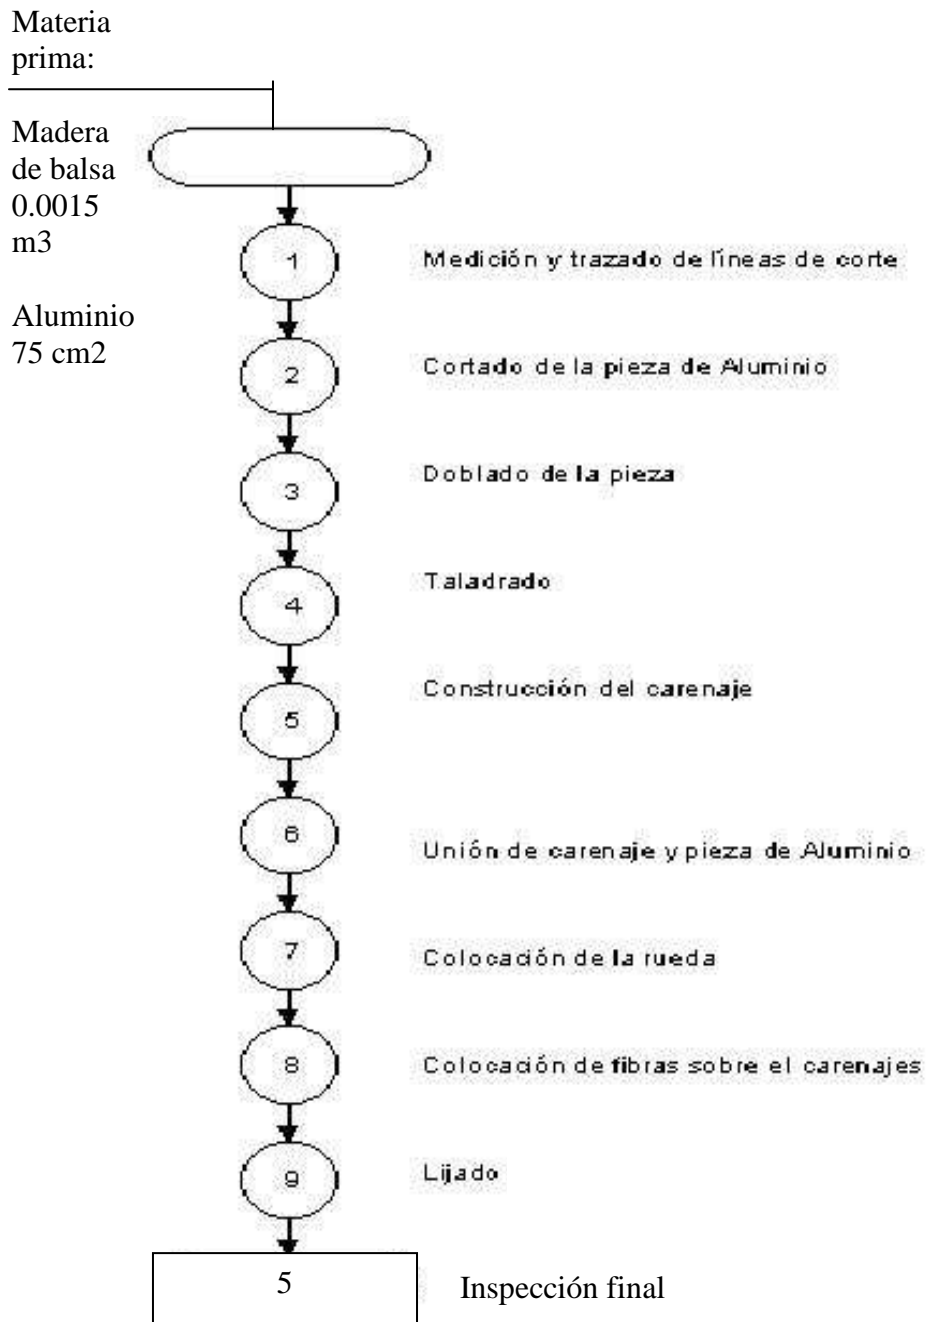 Materia
prima:
Madera
de balsa
0.0015
m3
Aluminio
75 cm2
1 Medición y trazado de líneas de corte
2 Cortado de la pieza de Aluminio
3 Doblado de la pieza
4 Taladrado
5 Construcción del carenaje
6 Unión de carenaje y pieza de Aluminio
7 Colocación de la rueda
8 Colocación de fibras sobre el carenajes
9 Lijado
5 Inspección final